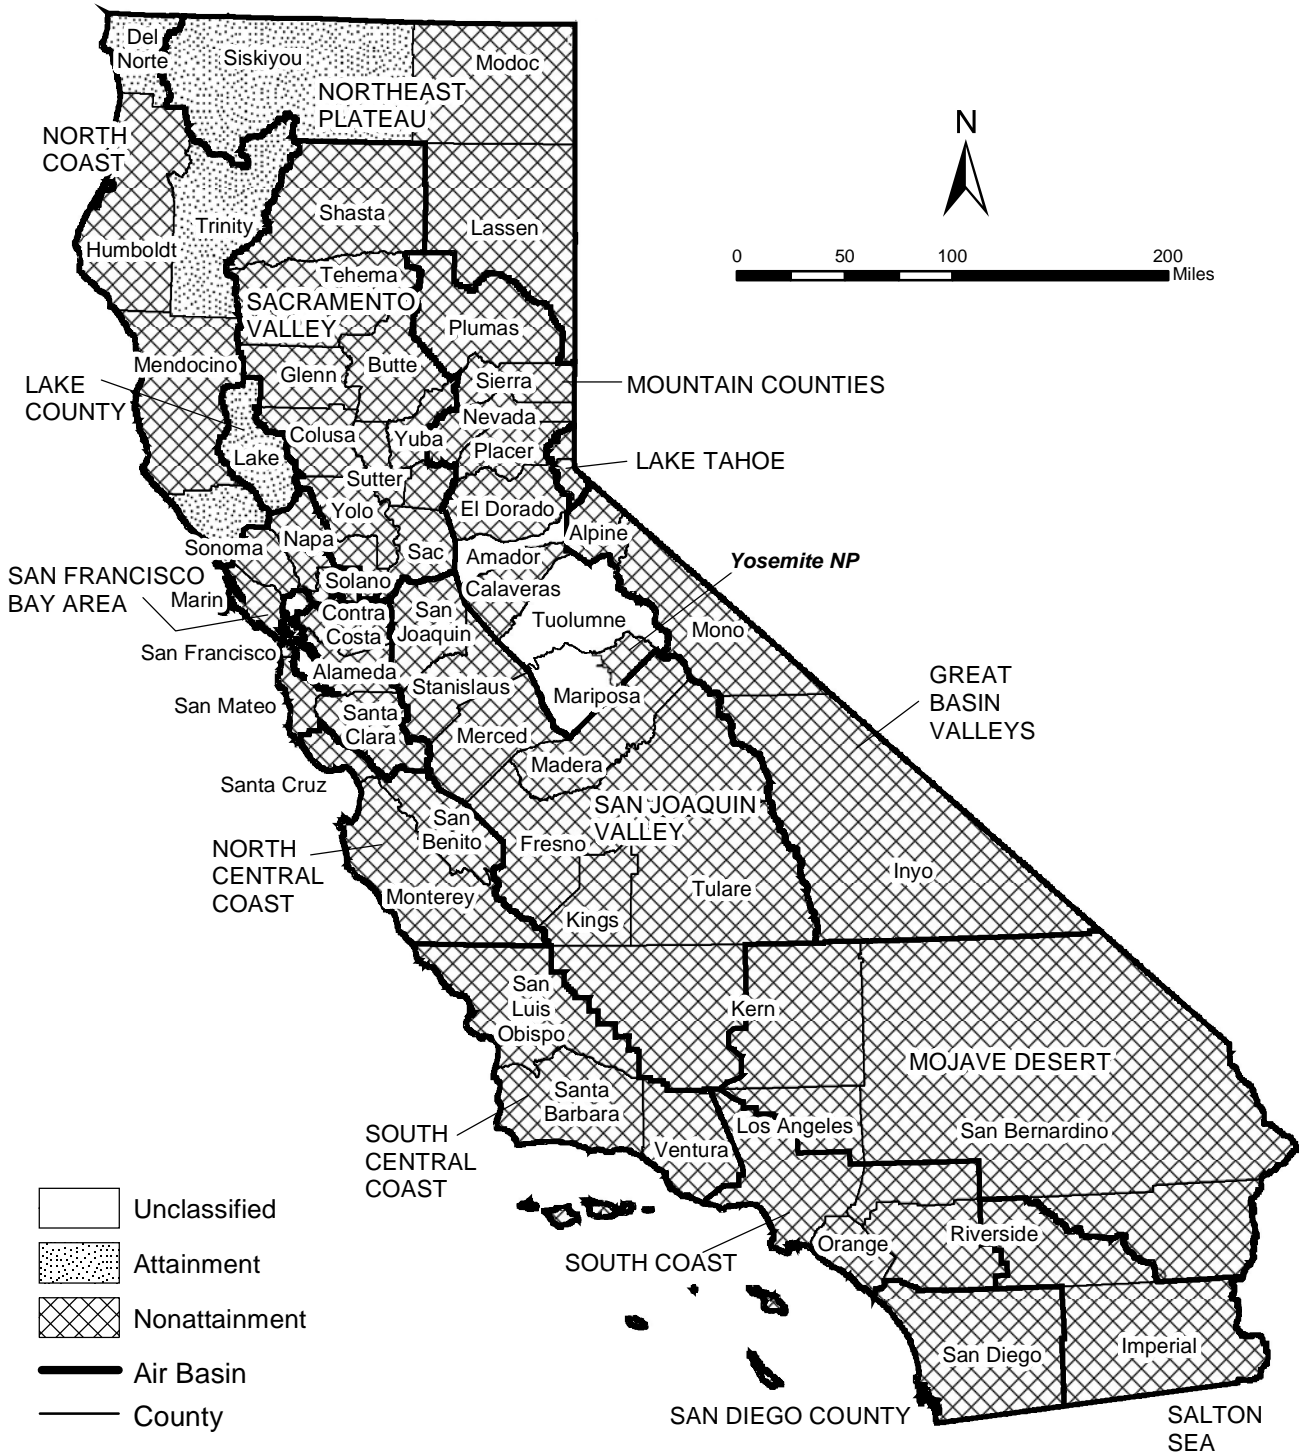 Del
Norte
Siskiyou
Modoc
NORTHEAST
PLATEAU
NORTH
COAST
N
Shasta
Trinity
Lassen
Humboldt
0 50 100 200
Miles
Tehema
SACRAMENTO
VALLEY
Plumas
Mendocino
Butte
Glenn
Sierra
MOUNTAIN COUNTIES
LAKE
COUNTY
Nevada
Colusa
Yuba
Placer
Lake
LAKE TAHOE
Sutter
El Dorado
Yolo
Alpine
Napa
Sonoma
Sac
Amador
Yosemite NP
SAN FRANCISCO
BAY AREA
Solano
Calaveras
Marin
Contra
Costa
San
Joaquin
Tuolumne
Mono
San Francisco
Alameda
Stanislaus
Mariposa
GREAT
BASIN
VALLEYS
San Mateo
Santa
Clara
Merced
Madera
Santa Cruz
SAN JOAQUIN
VALLEY
San
Benito
Fresno
NORTH
CENTRAL
COAST
Inyo
Monterey
Tulare
Kings
San
Luis
Obispo
Kern
MOJAVE DESERT
Santa
Barbara
Los Angeles
San Bernardino
SOUTH
CENTRAL
COAST
Ventura
Unclassified
Riverside
Orange
SOUTH COAST
Attainment
Nonattainment
San Diego
Imperial
Air Basin
County
SAN DIEGO COUNTY
SALTON
SEA